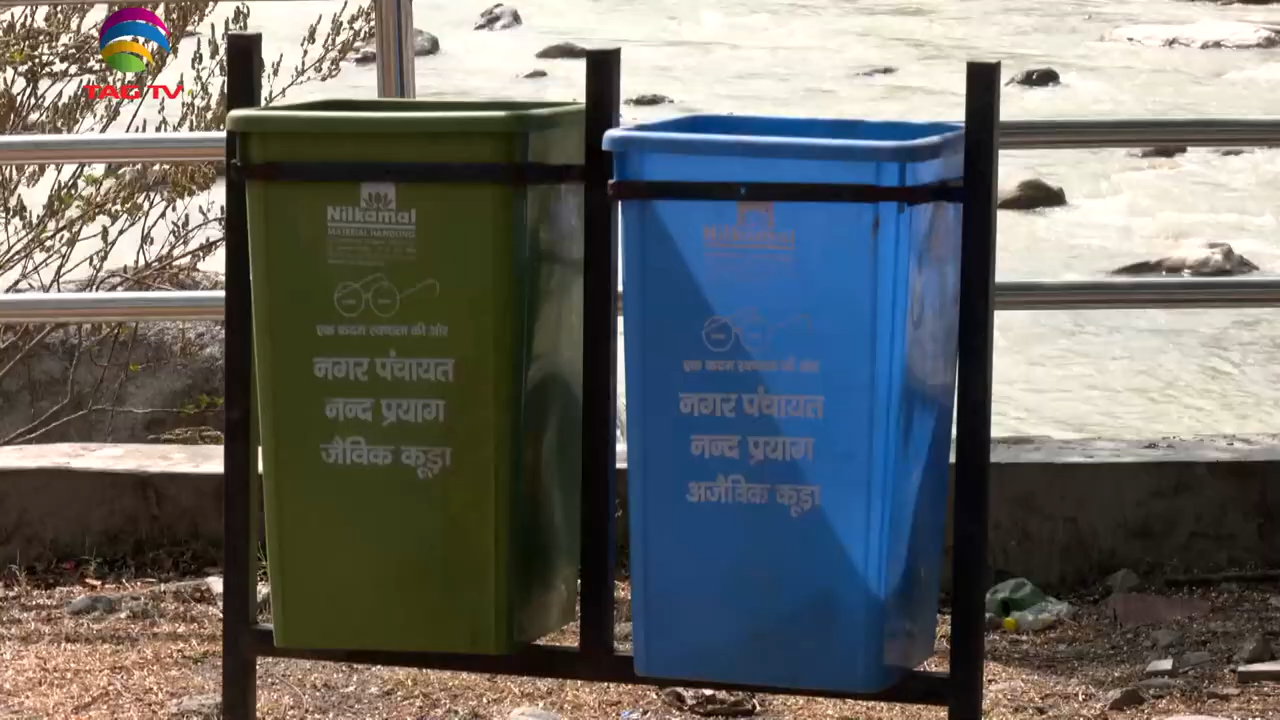 TAG TV
Nilkamal
MATERIAL HANDLING
एक कदम स्वच्छता की ओर
नगर पंचायत
नन्द प्रयाग
जैविक कूड़ा
Nilkamal
एक कदम स्वच्छता की ओर
नगर पंचायत
नन्द प्रयाग
अजैविक कूड़ा